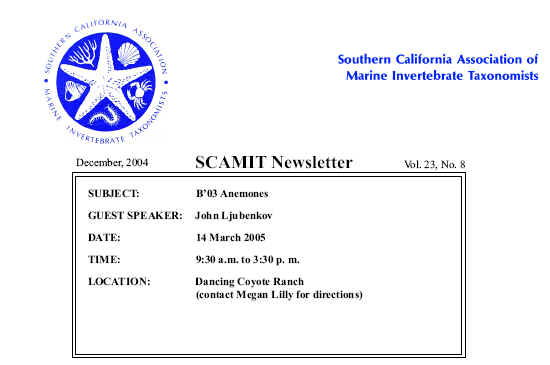 SOUTHERN CALIFORNIA ASSOCIATION
MARINE INVERTEBRATE TAXONOMISTS
Southern California Association of
Marine Invertebrate Taxonomists
December, 2004 SCAMIT Newsletter Vol. 23, No. 8
SUBJECT: B'03 Anemones
GUEST SPEAKER: John Ljubenkov
DATE: 14 March 2005
TIME: 9:30 a.m. to 3:30 p. m.
LOCATION: Dancing Coyote Ranch
(contact Megan Lilly for directions)